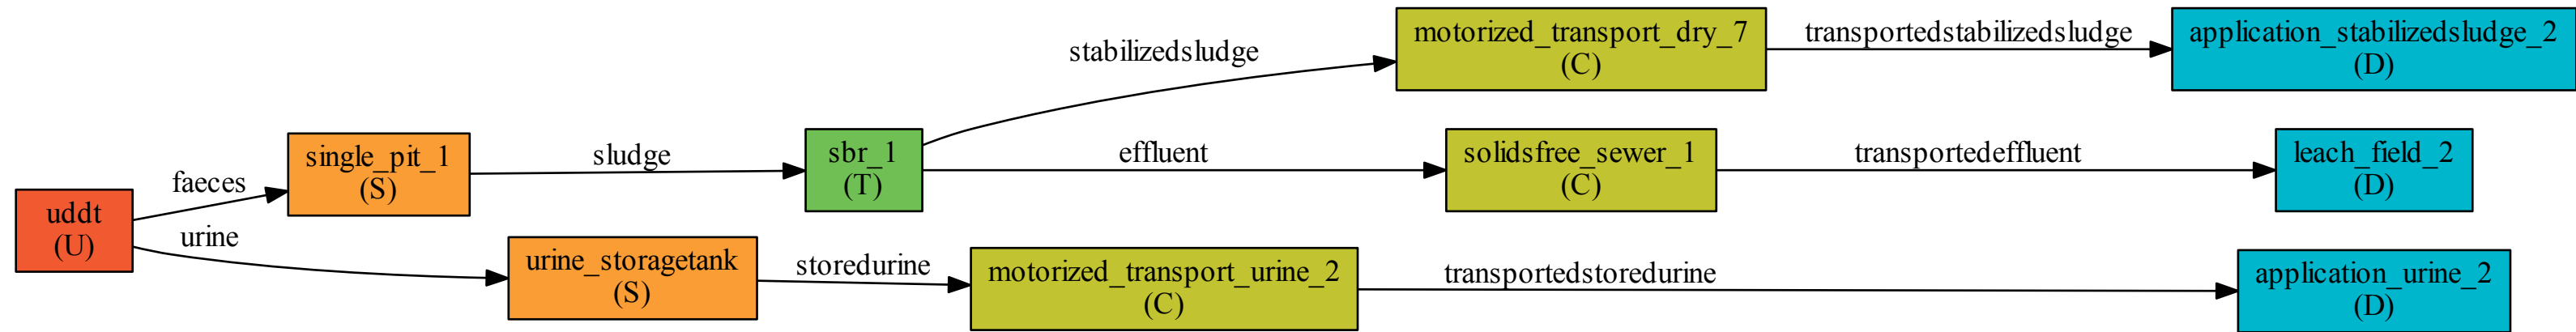 uddt
(U)
faeces
urine
single_pit_1
(S)
sludge
urine_storagetank
(S)
storedurine
sbr_1
(T)
stabilizedsludge
effluent
motorized_transport_urine_2
(C)
motorized_transport_dry_7
(C)
solidsfree_sewer_1
(C)
transportedstabilizedsludge
transportedeffluent
transportedstoredurine
application_stabilizedsludge_2
(D)
leach_field_2
(D)
application_urine_2
(D)